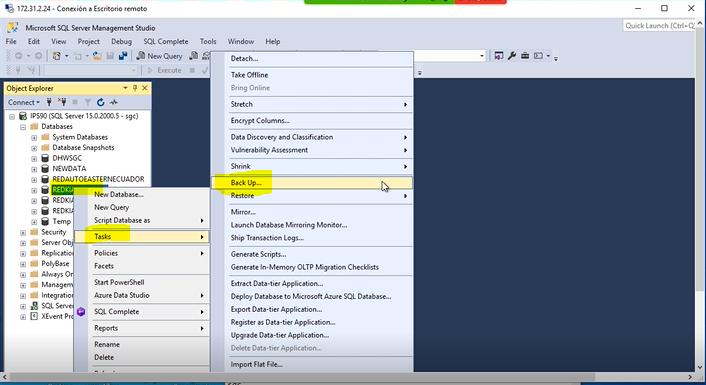 172.31.2.24 - Conexión a Escritorio remoto
Microsoft SQL Server Management Studio
Quick Launch (Ctrl+Q)
File Edit View Project Debug SQL Complete Tools Window Help
New Query
Execute
Object Explorer
Connect
IPS90 (SQL Server 15.0.2000.5 - sgc)
Databases
System Databases
Database Snapshots
DHWSGC
NEWDATA
REDAUTOEASTERNECUADOR
REDKIA
REDKI
REDKI
Temp
Security
Server Obj
Replication
PolyBase
Always On
Managem
Integration
SQL Server
XEvent Pro
New Database...
New Query
Script Database as
Tasks
Policies
Facets
Start PowerShell
Azure Data Studio
SQL Complete
Reports
Rename
Delete
Detach...
Take Offline
Bring Online
Stretch
Encrypt Columns...
Data Discovery and Classification
Vulnerability Assessment
Shrink
Back Up...
Restore
Mirror...
Launch Database Mirroring Monitor...
Ship Transaction Logs...
Generate Scripts...
Generate In-Memory OLTP Migration Checklists
Extract Data-tier Application...
Deploy Database to Microsoft Azure SQL Database...
Export Data-tier Application...
Register as Data-tier Application...
Upgrade Data-tier Application...
Delete Data-tier Application...
Import Flat File...